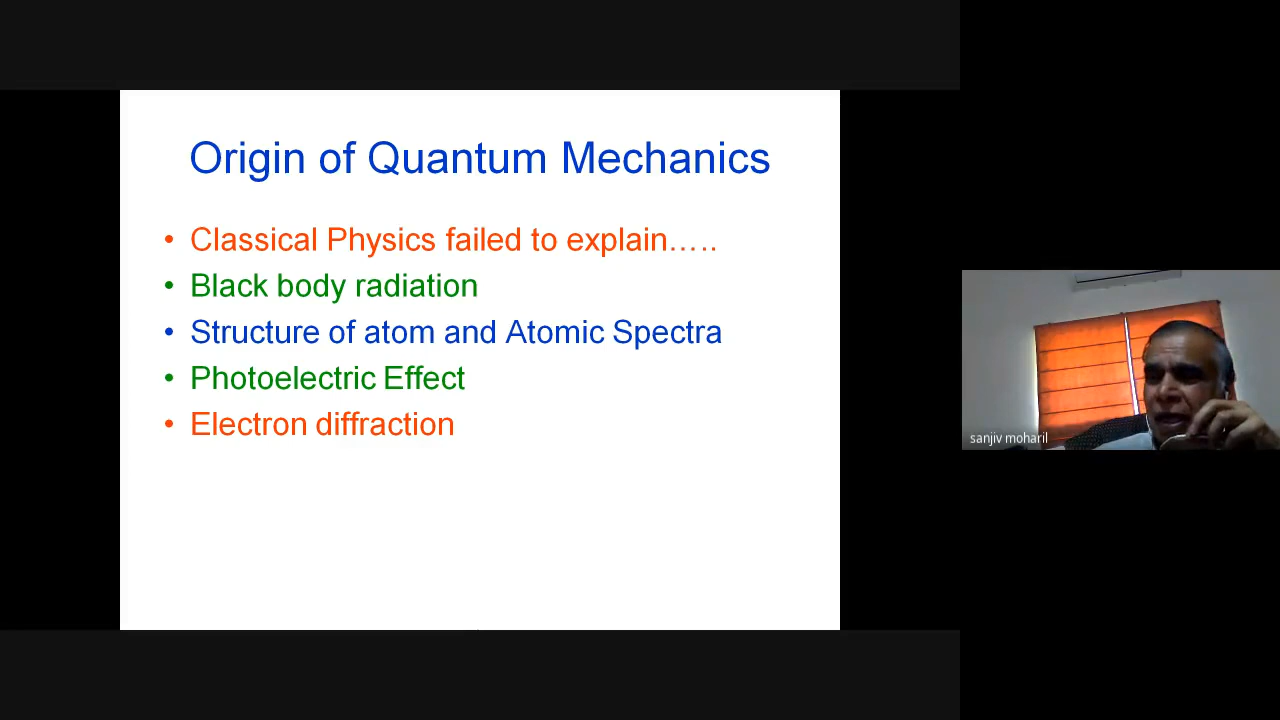 Origin of Quantum Mechanics
• Classical Physics failed to explain…..
• Black body radiation
• Structure of atom and Atomic Spectra
• Photoelectric Effect
• Electron diffraction
sanjiv moharil